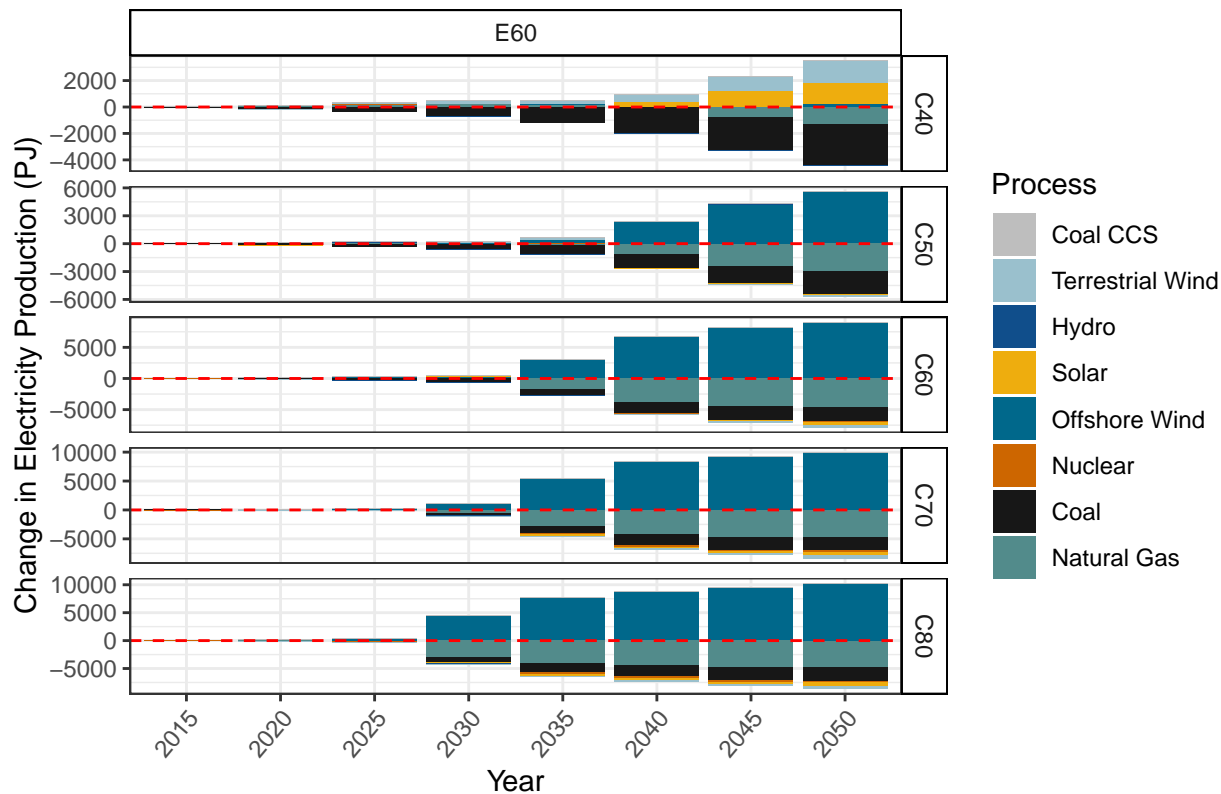 E60
2000
0
−2000
−4000
C40
6000
3000
0
−3000
−6000
C50
5000
0
−5000
C60
10000
5000
0
−5000
C70
10000
5000
0
−5000
C80
2015 2020 2025 2030 2035 2040 2045 2050
Year
Change in Electricity Production (PJ)
Process
Coal CCS
Terrestrial Wind
Hydro
Solar
Offshore Wind
Nuclear
Coal
Natural Gas